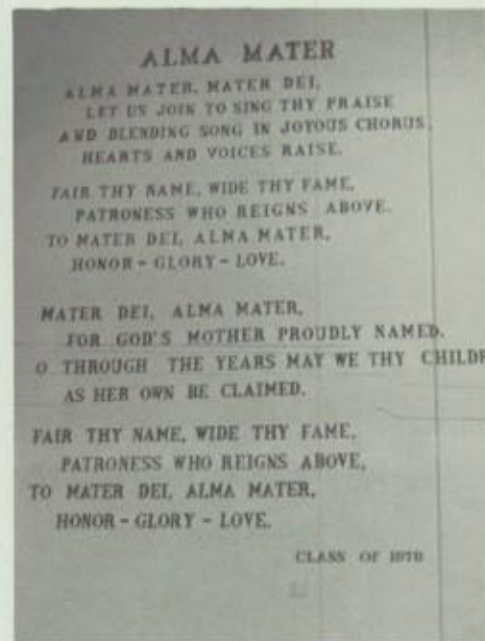 ALMA MATER
ALMA MATER, MATER DEI,
LET US JOIN TO SING THY PRAISE
AND BLENDING SONG IN JOYOUS CHORUS,
HEARTS AND VOICES RAISE.
FAIR THY NAME, WIDE THY FAME,
PATRONESS WHO REIGNS ABOVE.
TO MATER DEI, ALMA MATER,
HONOR - GLORY - LOVE.
MATER DEI, ALMA MATER,
FOR GOD'S MOTHER PROUDLY NAMED.
O THROUGH THE YEARS MAY WE THY CHILDR
AS HER OWN BE CLAIMED.
FAIR THY NAME, WIDE THY FAME,
PATRONESS WHO REIGNS ABOVE,
TO MATER DEI, ALMA MATER,
HONOR - GLORY - LOVE.
CLASS OF 1978